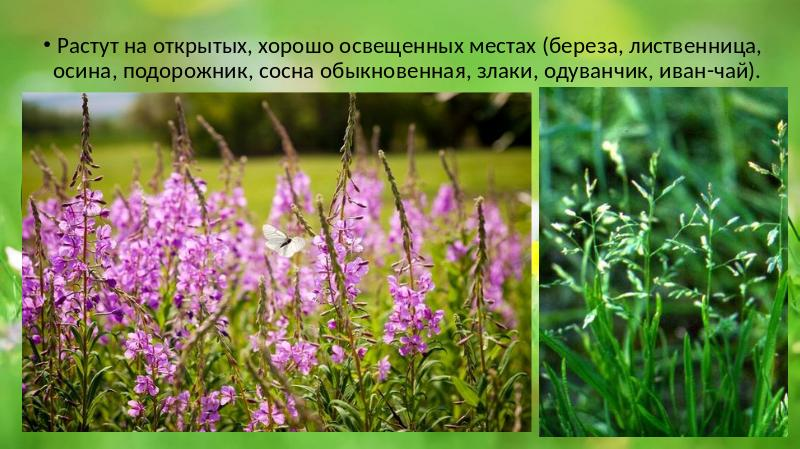 • Растут на открытых, хорошо освещенных местах (береза, лиственница,
осина, подорожник, сосна обыкновенная, злаки, одуванчик, иван-чай).